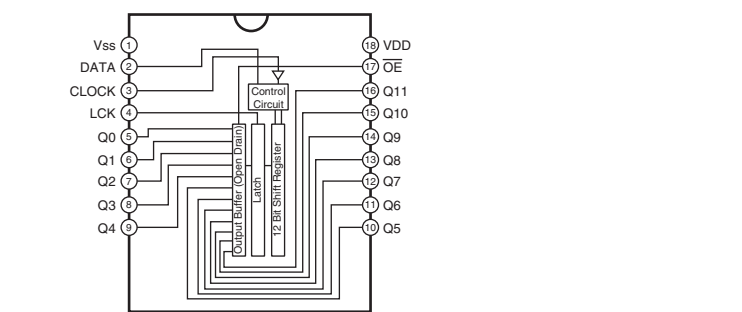 Vss 1
DATA 2
CLOCK 3
LCK 4
Q0 5
Q1 6
Q2 7
Q3 8
Q4 9
18 VDD
17 OE
16 Q11
15 Q10
14 Q9
13 Q8
12 Q7
11 Q6
10 Q5
Control
Circuit
Output Buffer (Open Drain)
Latch
12 Bit Shift Register